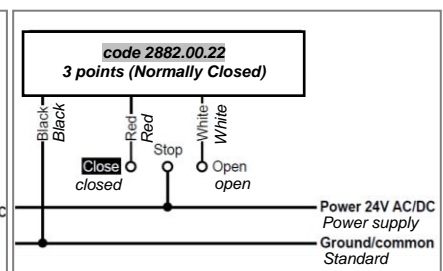 code 2882.00.22
3 points (Normally Closed)
Black
Black
Red
Red
White
White
Stop
Close
Open
closed
open
C
Power 24V AC/DC
Power supply
Ground/common
Standard